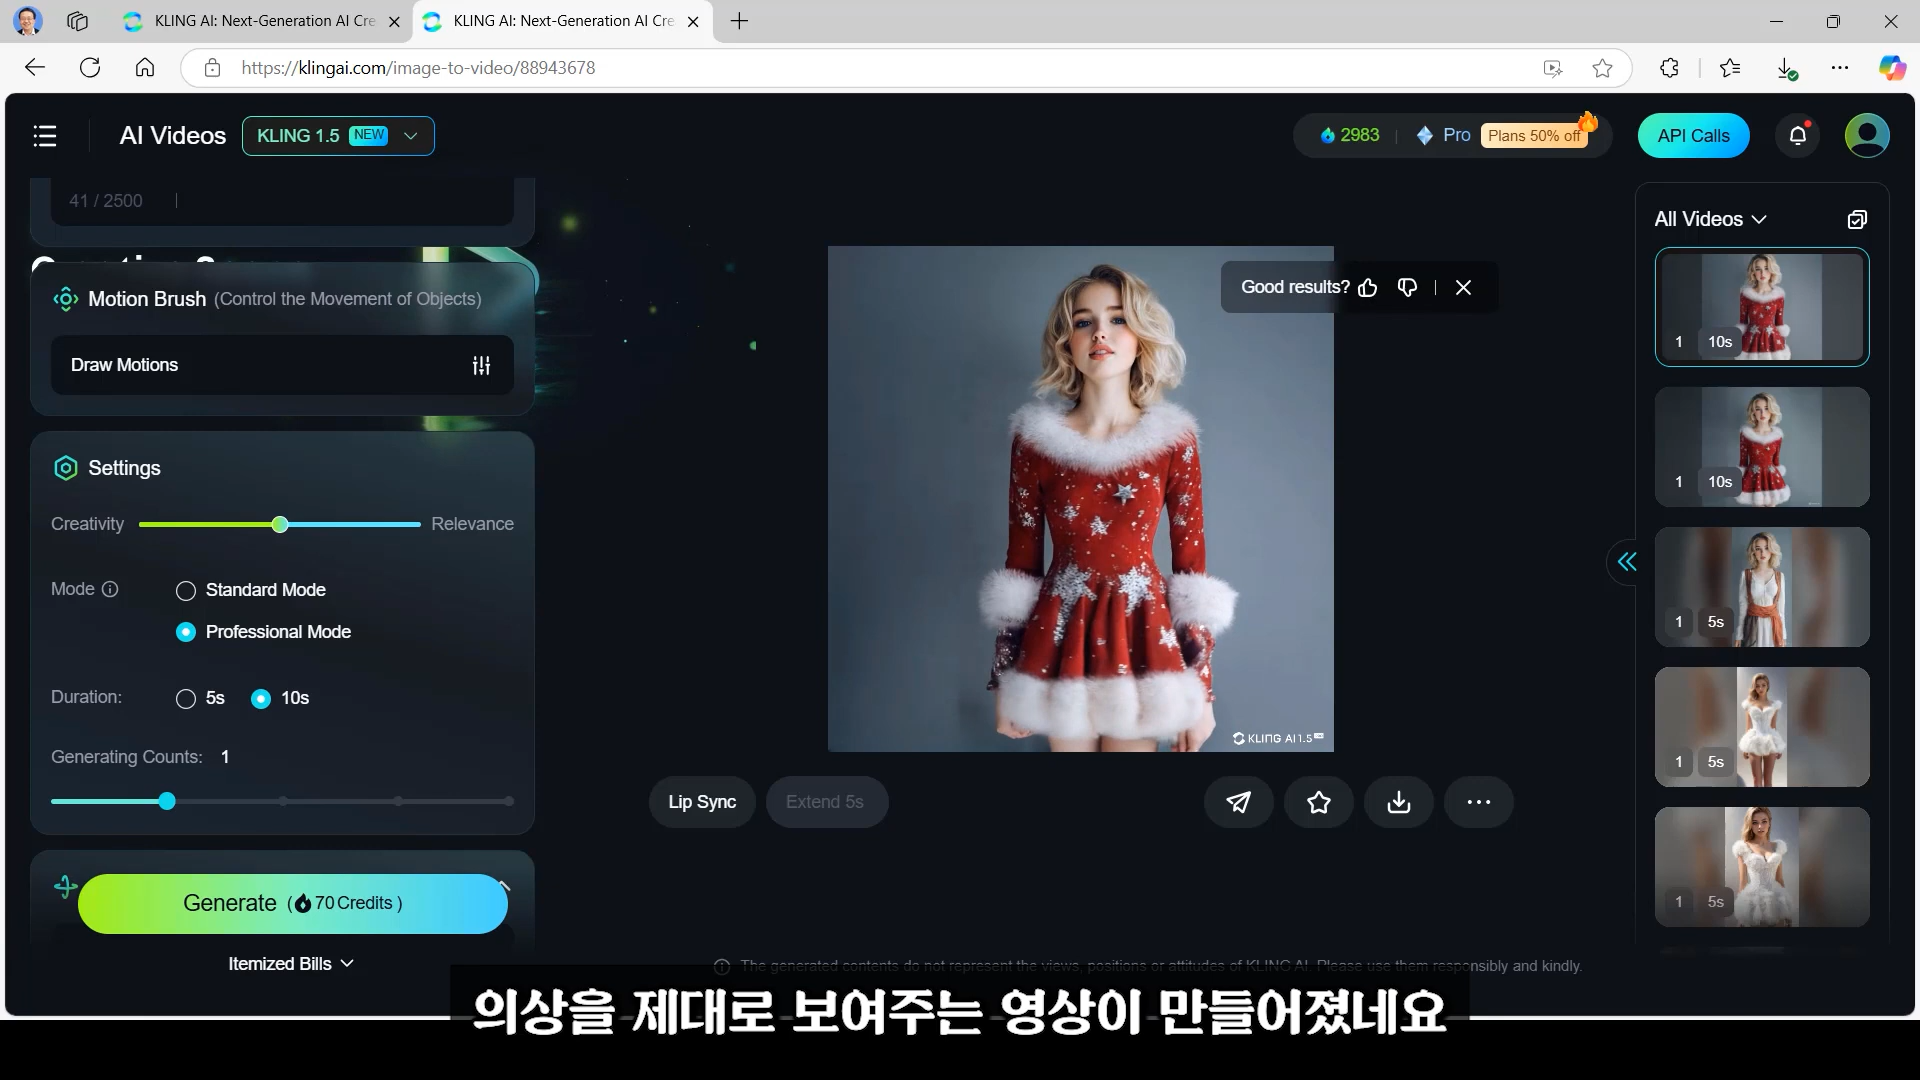 KLING AI: Next-Generation AI Cre
KLING AI: Next-Generation AI Cre
https://klingai.com/image-to-video/88943678
AI Videos
KLING 1.5 NEW
2983
Pro
Plans 50% off
API Calls
41 / 2500
Motion Brush (Control the Movement of Objects)
Draw Motions
Settings
Creativity
Relevance
Mode
Standard Mode
Professional Mode
Duration:
5s
10s
Generating Counts: 1
Generate ( 70 Credits )
Itemized Bills
Good results?
KLING AI 1.5
Lip Sync
Extend 5s
The generated contents do not represent the views, positions or attitudes of KLING AI. Please use them responsibly and kindly.
All Videos
1 10s
1 10s
1 5s
1 5s
1 5s
의상을 제대로 보여주는 영상이 만들어졌네요